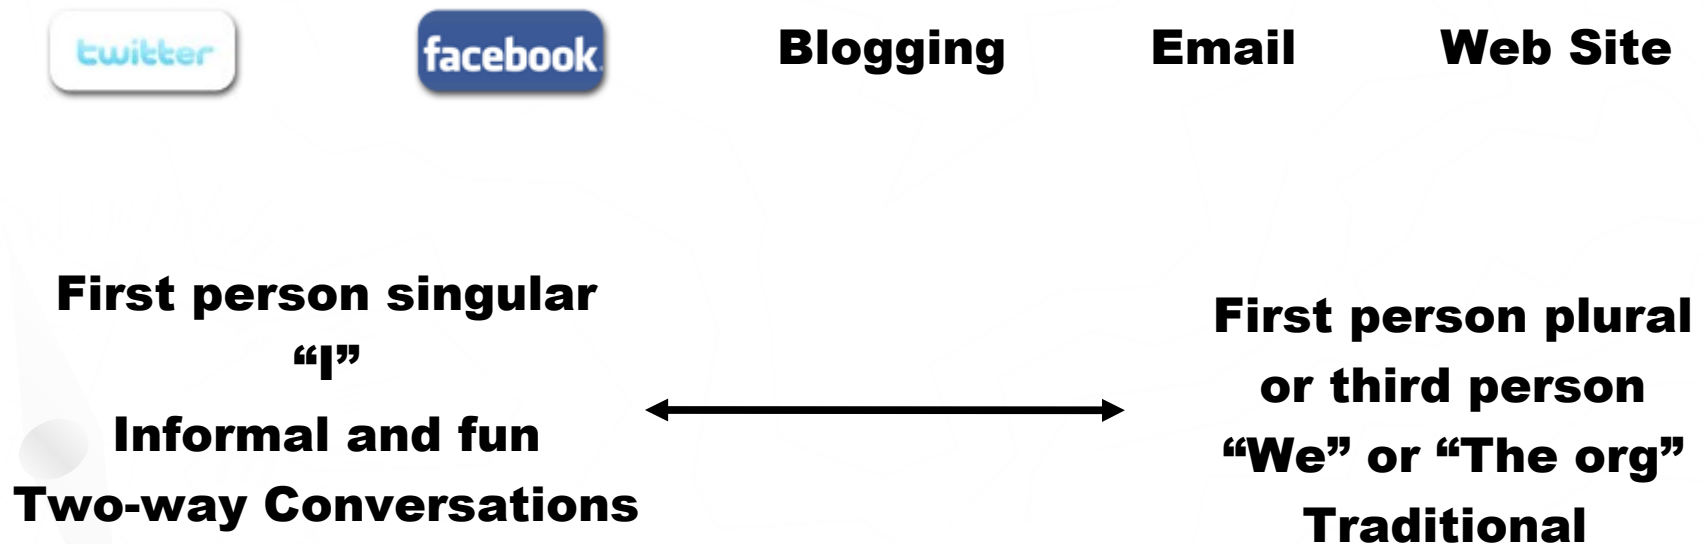 twitter facebook. Blogging Email Web Site
First person singular
“I”
Informal and fun
Two-way Conversations
First person plural
or third person
“We” or “The org”
Traditional